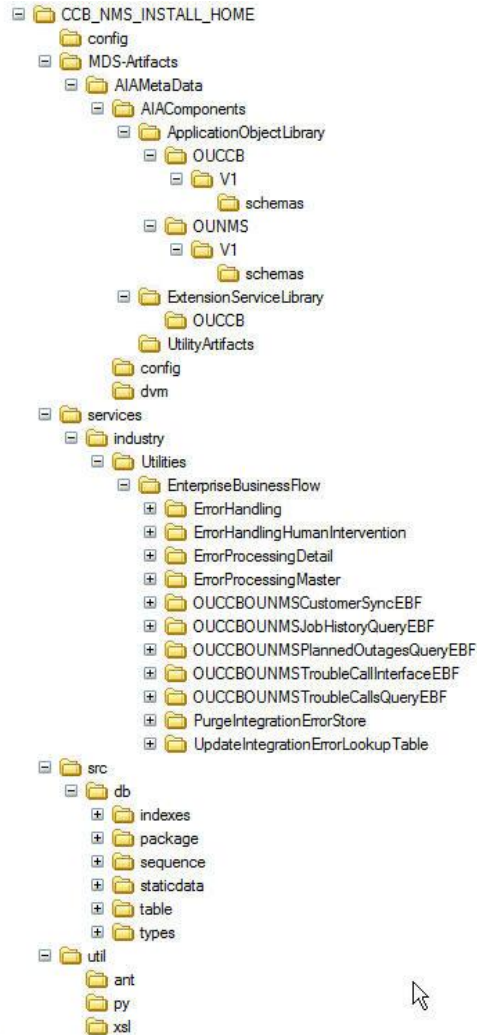 CCB_NMS_INSTALL_HOME
config
MDS-Artifacts
AIAMetaData
AIAComponents
ApplicationObjectLibrary
OUCCB
V1
schemas
OUNMS
V1
schemas
ExtensionServiceLibrary
OUCCB
UtilityArtifacts
config
dvm
services
industry
Utilities
EnterpriseBusinessFlow
ErrorHandling
ErrorHandlingHumanIntervention
ErrorProcessingDetail
ErrorProcessingMaster
OUCCBOUNMSCustomerSyncEBF
OUCCBOUNMSJobHistoryQueryEBF
OUCCBOUNMSPlannedOutagesQueryEBF
OUCCBOUNMSTroubleCallInterfaceEBF
OUCCBOUNMSTroubleCallsQueryEBF
PurgeIntegrationErrorStore
UpdateIntegrationErrorLookupTable
src
db
indexes
package
sequence
staticdata
table
types
util
ant
py
xsl